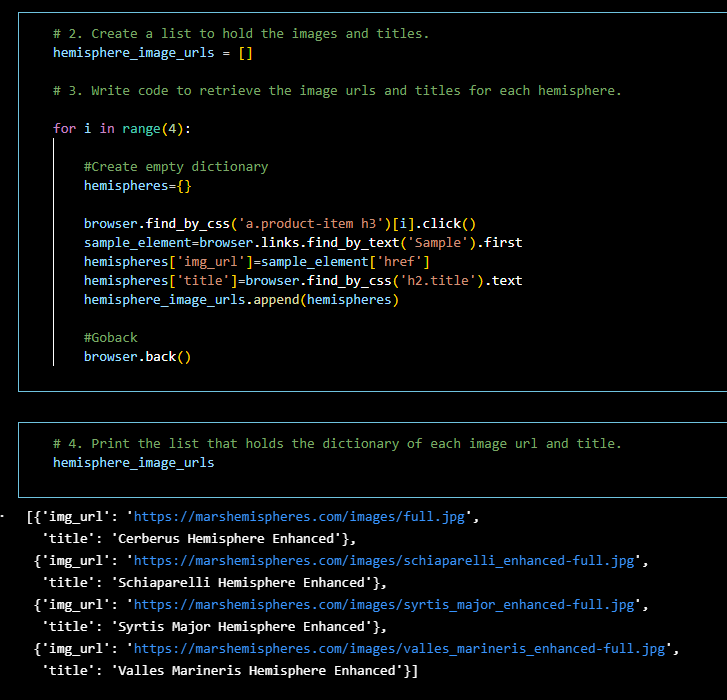 # 2. Create a list to hold the images and titles.
hemisphere_image_urls = []
# 3. Write code to retrieve the image urls and titles for each hemisphere.
for i in range(4):
#Create empty dictionary
hemispheres={}
browser.find_by_css('a.product-item h3')[i].click()
sample_element=browser.links.find_by_text('Sample').first
hemispheres['img_url']=sample_element['href']
hemispheres['title']=browser.find_by_css('h2.title').text
hemisphere_image_urls.append(hemispheres)
#Goback
browser.back()
# 4. Print the list that holds the dictionary of each image url and title.
hemisphere_image_urls
[{'img_url': 'https://marshemispheres.com/images/full.jpg',
'title': 'Cerberus Hemisphere Enhanced'},
{'img_url': 'https://marshemispheres.com/images/schiaparelli_enhanced-full.jpg',
'title': 'Schiaparelli Hemisphere Enhanced'},
{'img_url': 'https://marshemispheres.com/images/syrtis_major_enhanced-full.jpg',
'title': 'Syrtis Major Hemisphere Enhanced'},
{'img_url': 'https://marshemispheres.com/images/valles_marineris_enhanced-full.jpg',
'title': 'Valles Marineris Hemisphere Enhanced'}]